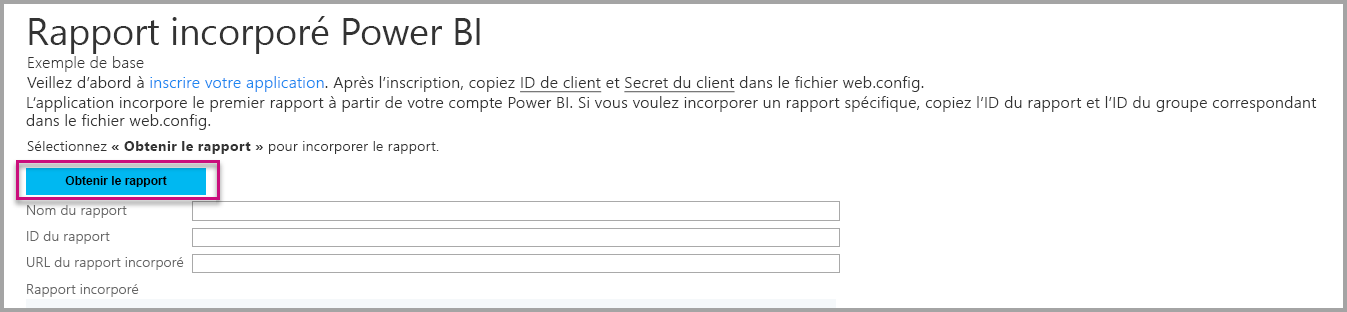 Rapport incorporé Power BI
Exemple de base
Veillez d’abord à inscrire votre application. Après l’inscription, copiez ID de client et Secret du client dans le fichier web.config.
L’application incorpore le premier rapport à partir de votre compte Power BI. Si vous voulez incorporer un rapport spécifique, copiez l’ID du rapport et l’ID du groupe correspondant
dans le fichier web.config.
Sélectionnez « Obtenir le rapport » pour incorporer le rapport.
Obtenir le rapport
Nom du rapport
ID du rapport
URL du rapport incorporé
Rapport incorporé